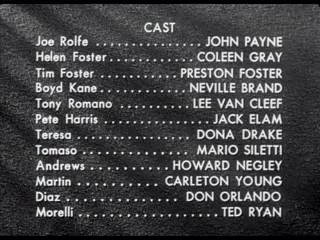 CAST
Joe Rolfe ............... JOHN PAYNE
Helen Foster ............ COLEEN GRAY
Tim Foster ........... PRESTON FOSTER
Boyd Kane ............. NEVILLE BRAND
Tony Romano .......... LEE VAN CLEEF
Pete Harris ............... JACK ELAM
Teresa ................. DONA DRAKE
Tomaso ............... MARIO SILETTI
Andrews .......... HOWARD NEGLEY
Martin ........... CARLETON YOUNG
Diaz ................ DON ORLANDO
Morelli .................. TED RYAN